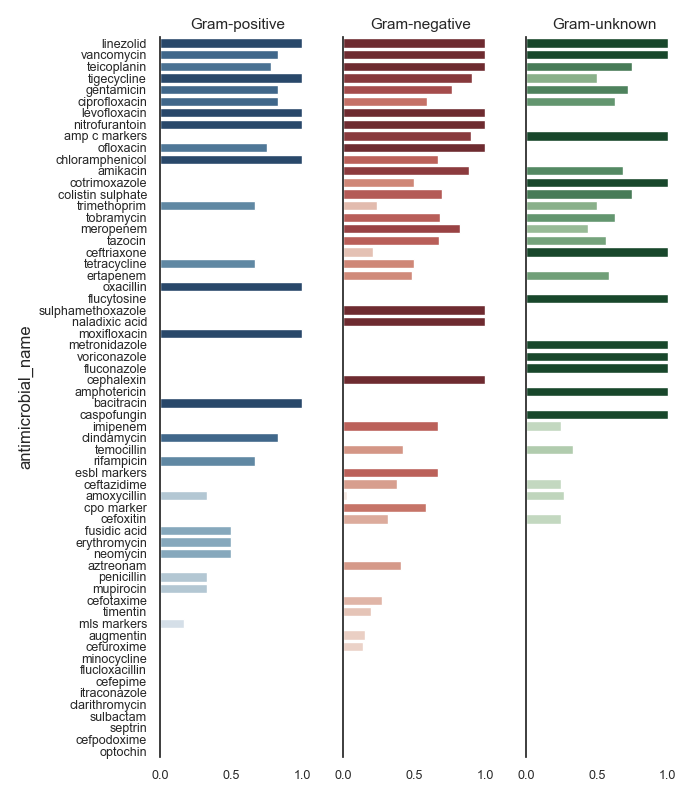 Gram-positive Gram-negative Gram-unknown
linezolid
vancomycin
teicoplanin
tigecycline
gentamicin
ciprofloxacin
levofloxacin
nitrofurantoin
amp c markers
ofloxacin
chloramphenicol
amikacin
cotrimoxazole
colistin sulphate
trimethoprim
tobramycin
meropenem
tazocin
ceftriaxone
tetracycline
ertapenem
oxacillin
flucytosine
sulphamethoxazole
naladixic acid
moxifloxacin
metronidazole
voriconazole
fluconazole
cephalexin
amphotericin
bacitracin
caspofungin
imipenem
clindamycin
temocillin
rifampicin
esbl markers
ceftazidime
amoxycillin
cpo marker
cefoxitin
fusidic acid
erythromycin
neomycin
aztreonam
penicillin
mupirocin
cefotaxime
timentin
mls markers
augmentin
cefuroxime
minocycline
flucloxacillin
cefepime
itraconazole
clarithromycin
sulbactam
septrin
cefpodoxime
optochin
antimicrobial_name
0.0 0.5 1.0 0.0 0.5 1.0 0.0 0.5 1.0